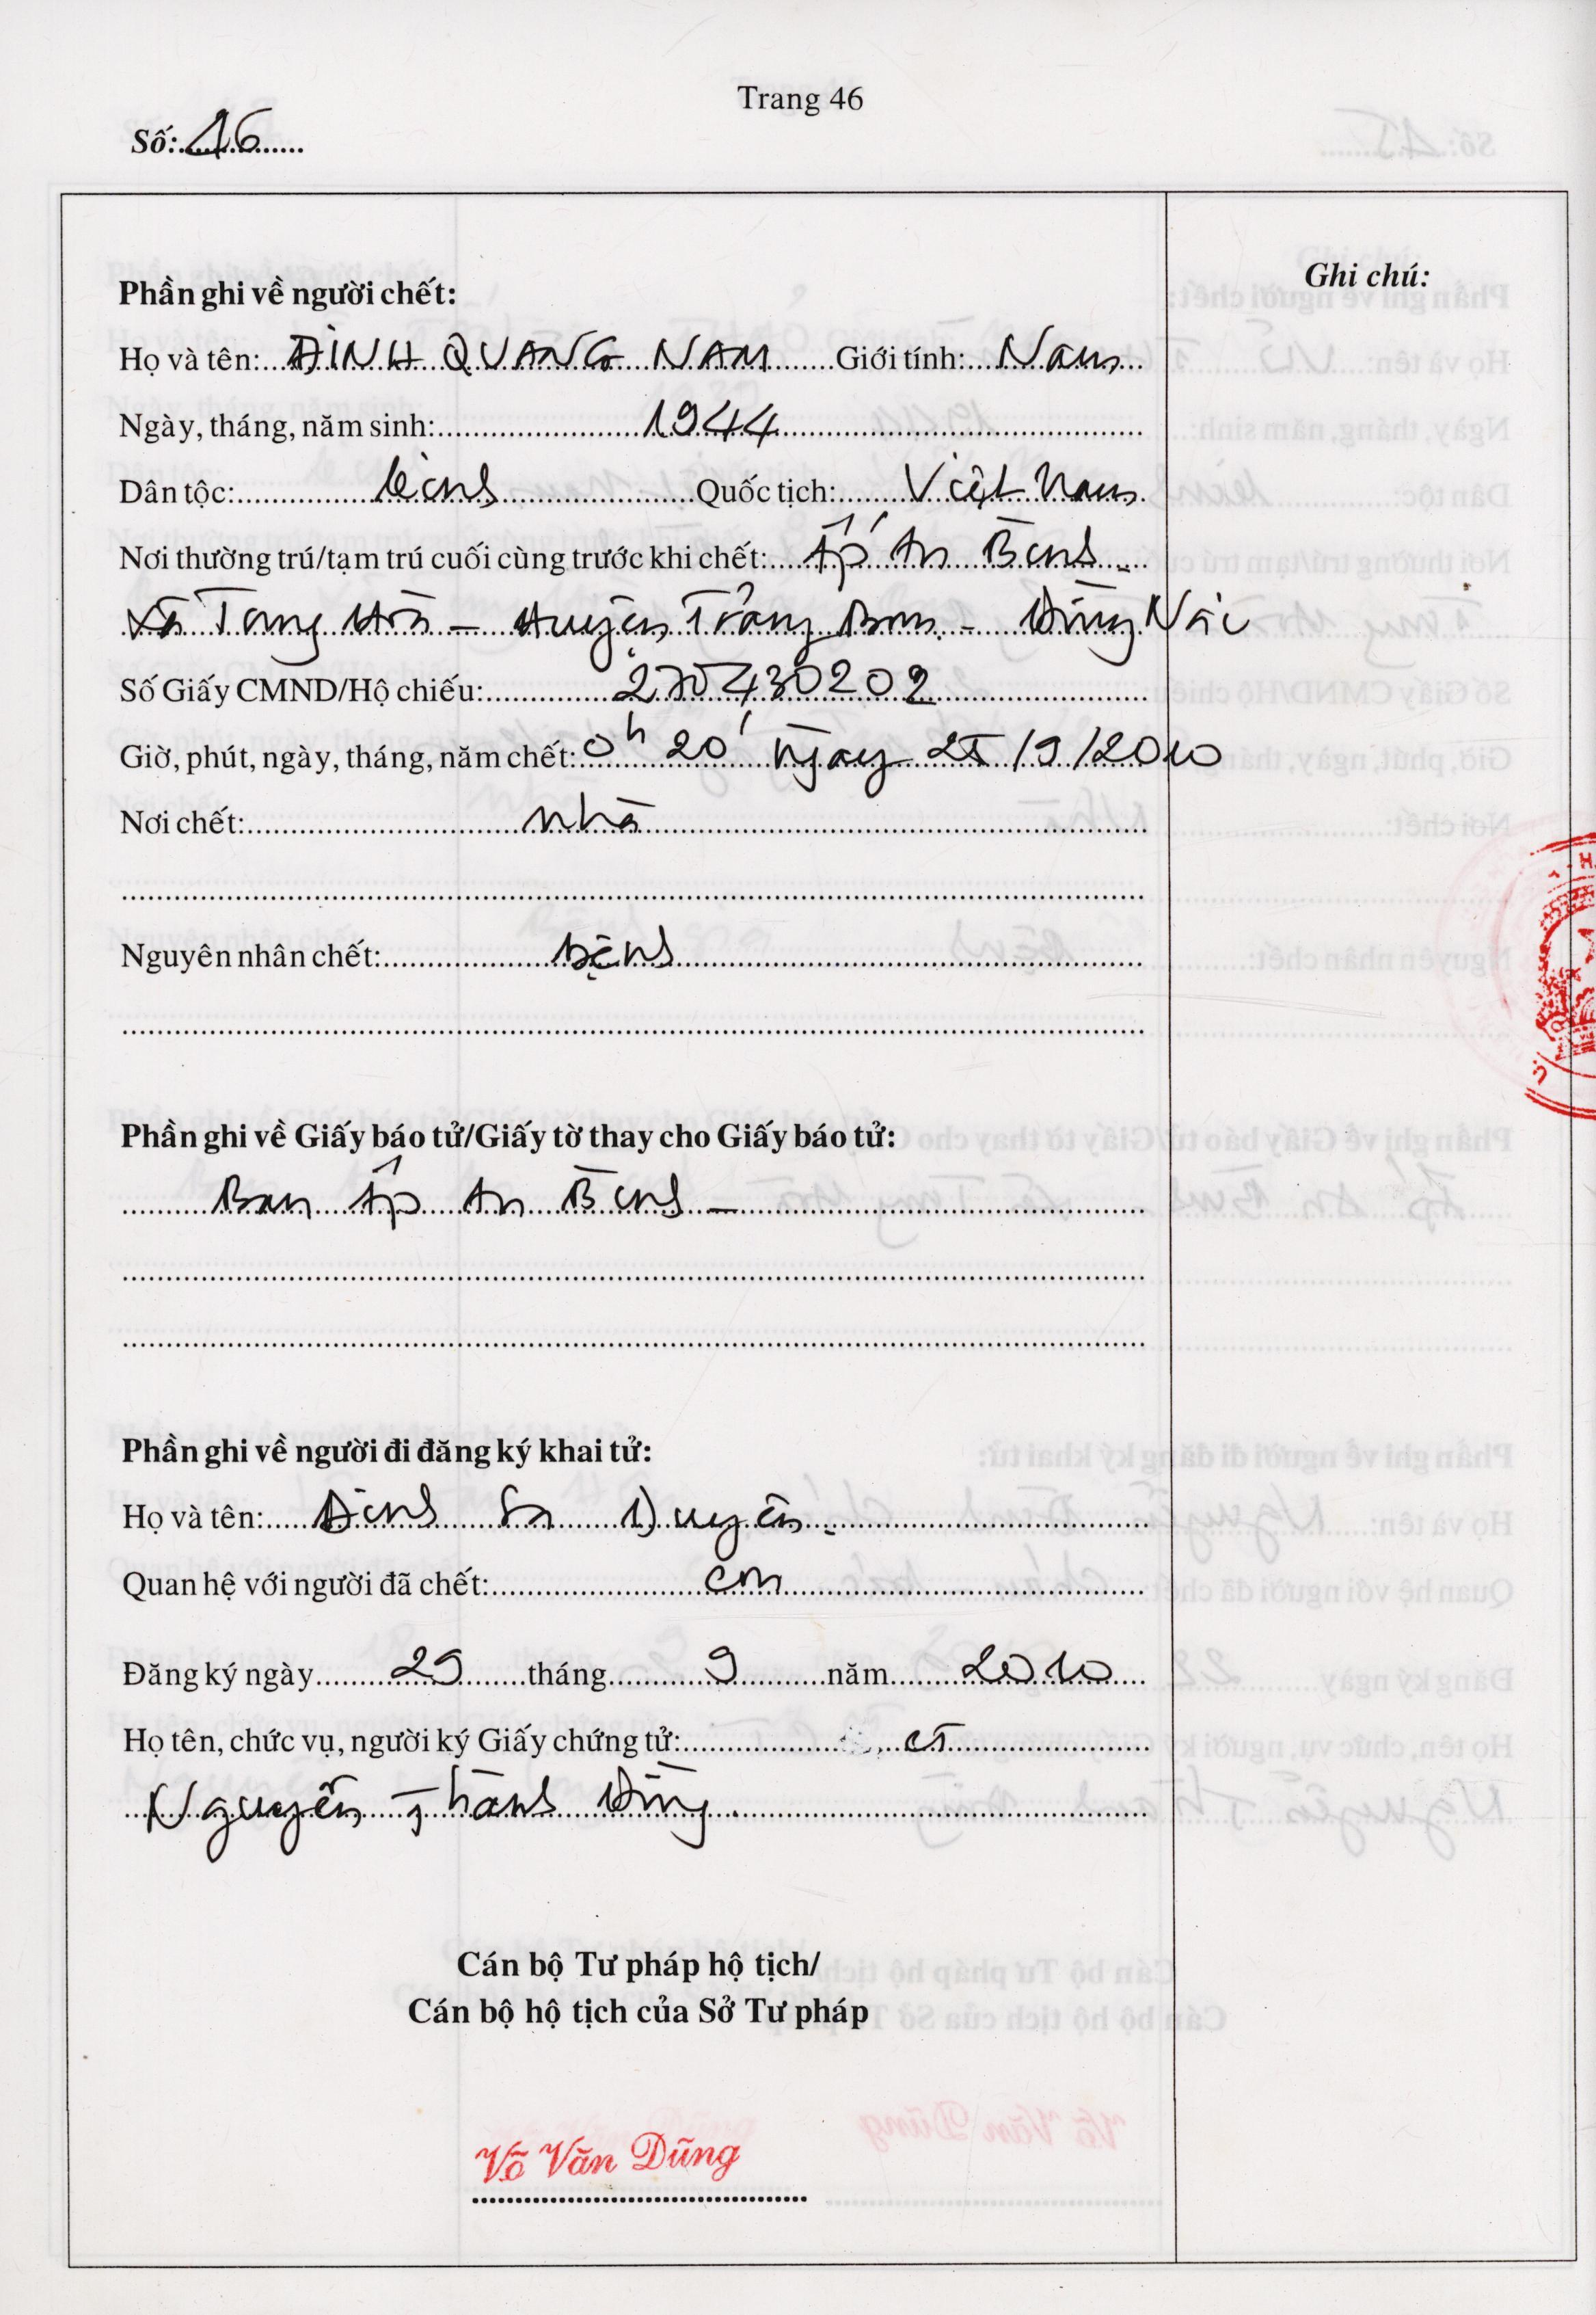 Trang 46
Số: 46
Ghi chú:
Phần ghi về người chết:
Họ và tên: ĐINH QUANG NAM Giới tính: Nam
Ngày, tháng, năm sinh: 1944
Dân tộc: Kinh Quốc tịch: Việt Nam
Nơi thường trú/tạm trú cuối cùng trước khi chết: Ấp An Bình -
Xã Trung Hoà - Huyện Trảng Bom - Đồng Nai
Số Giấy CMND/Hộ chiếu: 270430202
Giờ, phút, ngày, tháng, năm chết: 0h 20' ngày 25/9/2010
Nơi chết: nhà
Nguyên nhân chết: bệnh
Phần ghi về Giấy báo tử/Giấy tờ thay cho Giấy báo tử:
Ban Ấp An Bình -
Phần ghi về người đi đăng ký khai tử:
Họ và tên: Đinh Duyên.
Quan hệ với người đã chết: con
Đăng ký ngày 29 tháng 9 năm 2010
Họ tên, chức vụ, người ký Giấy chứng tử: CT
Nguyễn Thành Dũng.
Cán bộ Tư pháp hộ tịch/
Cán bộ hộ tịch của Sở Tư pháp
Võ Văn Dũng